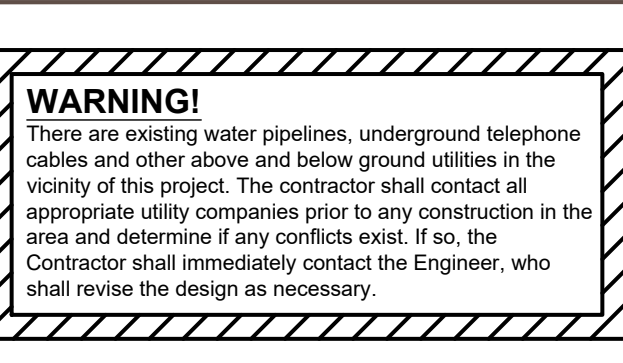 WARNING!
There are existing water pipelines, underground telephone
cables and other above and below ground utilities in the
vicinity of this project. The contractor shall contact all
appropriate utility companies prior to any construction in the
area and determine if any conflicts exist. If so, the
Contractor shall immediately contact the Engineer, who
shall revise the design as necessary.